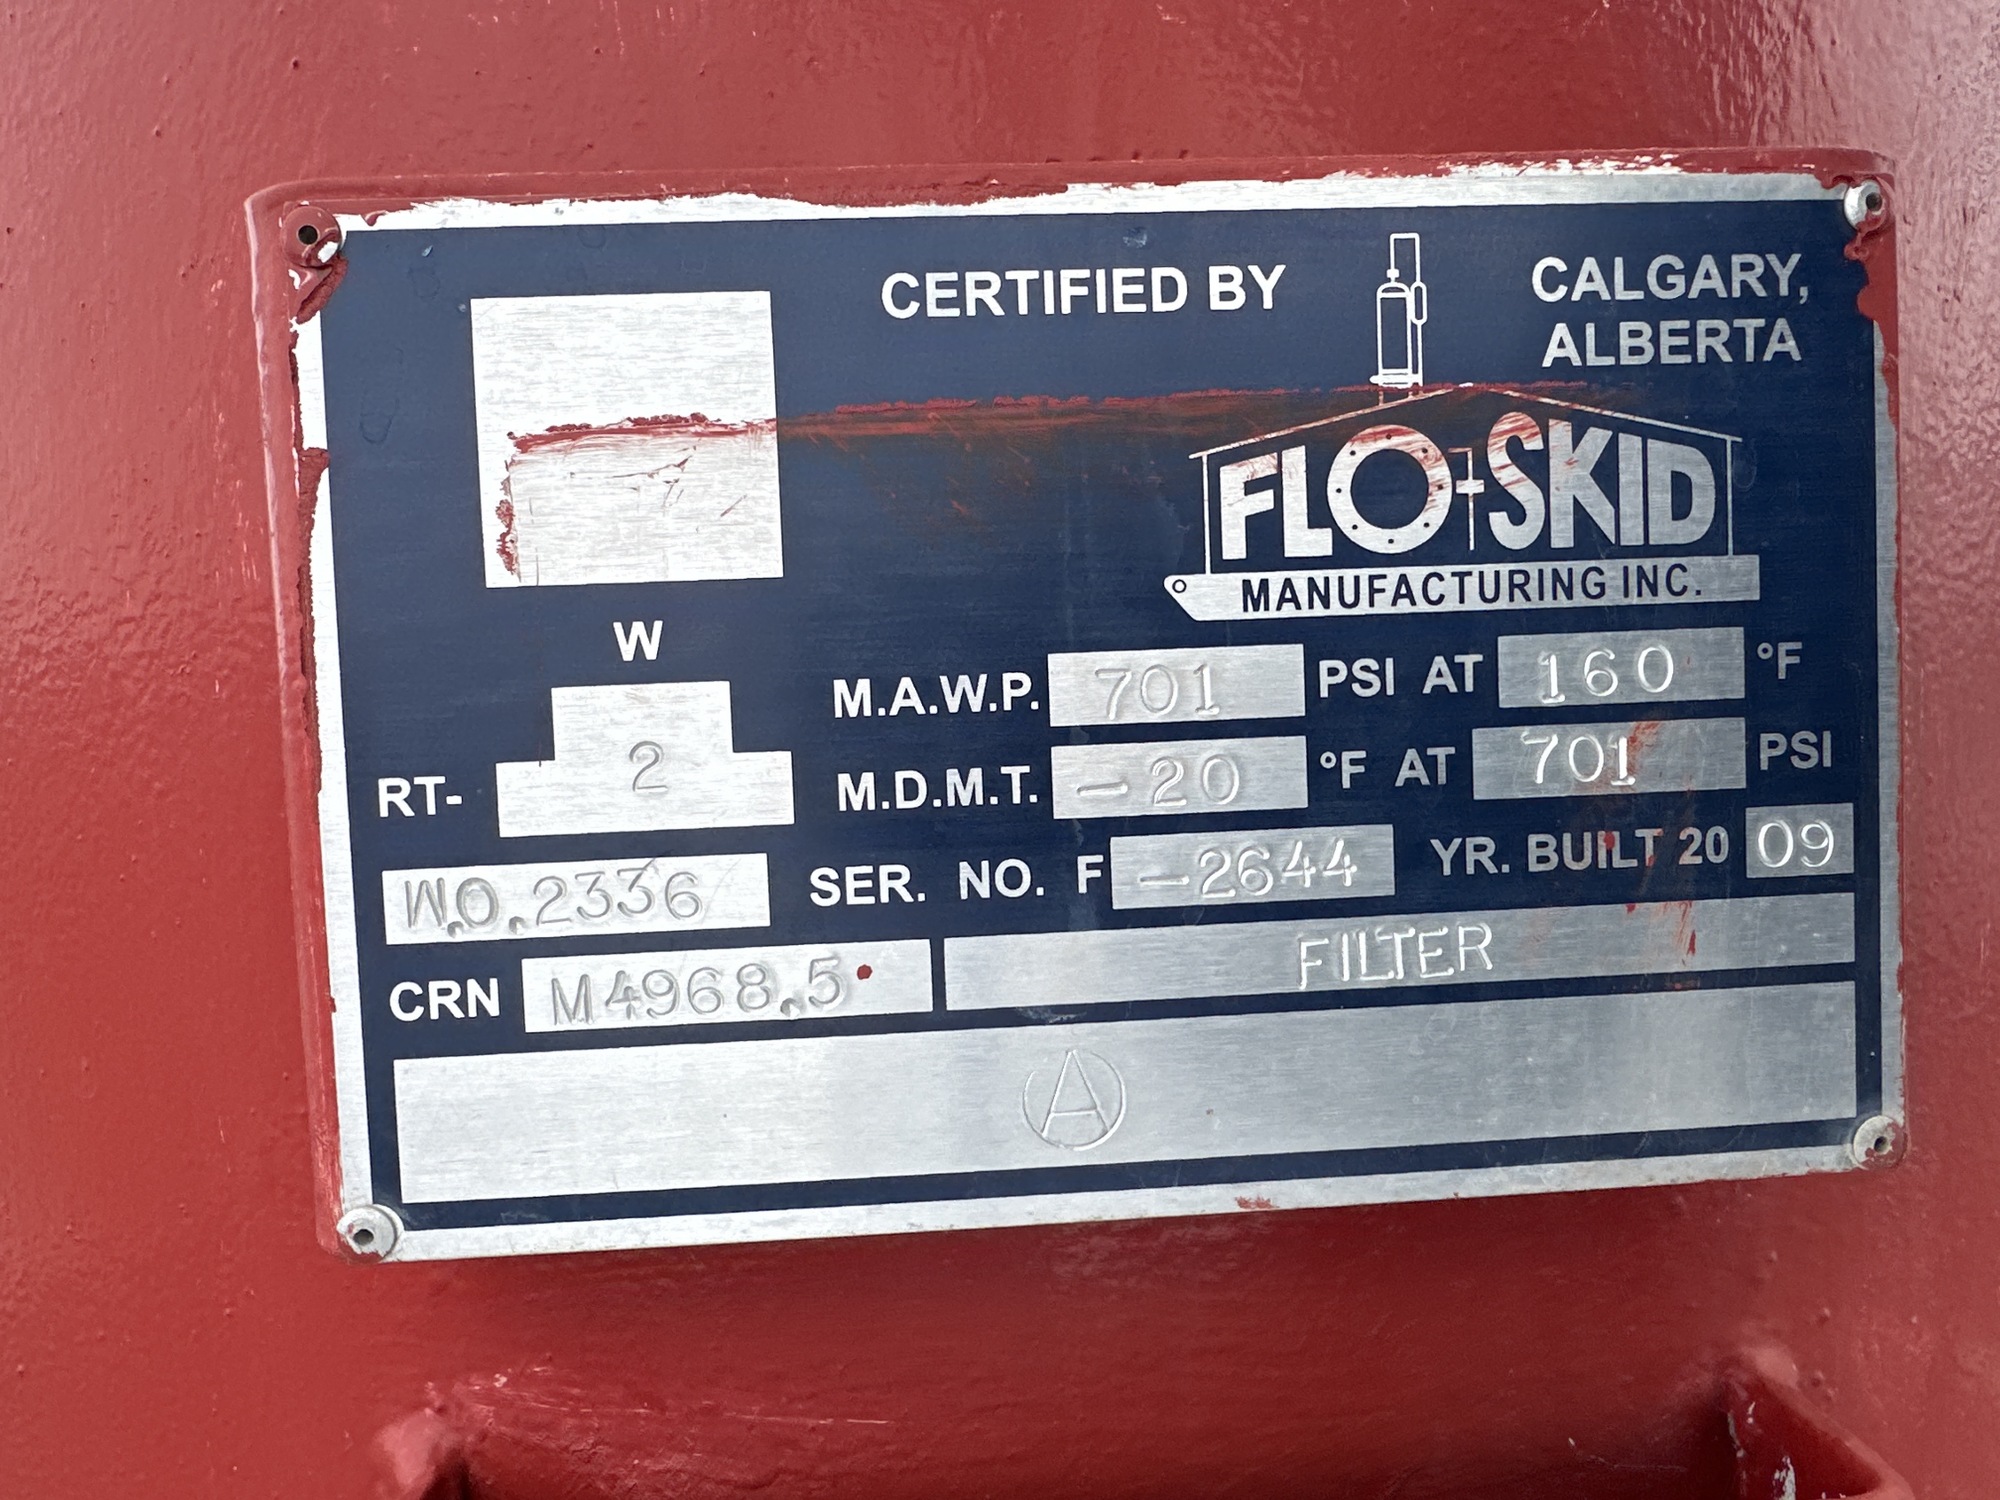 CERTIFIED BY
CALGARY,
ALBERTA
FLO-SKID
MANUFACTURING INC.
W
M.A.W.P. 701 PSI AT 160 °F
RT- 2
M.D.M.T. -20 °F AT 701 PSI
W.O.2336 SER. NO. F -2644 YR. BUILT 20 09
CRN M4968.5 FILTER
A